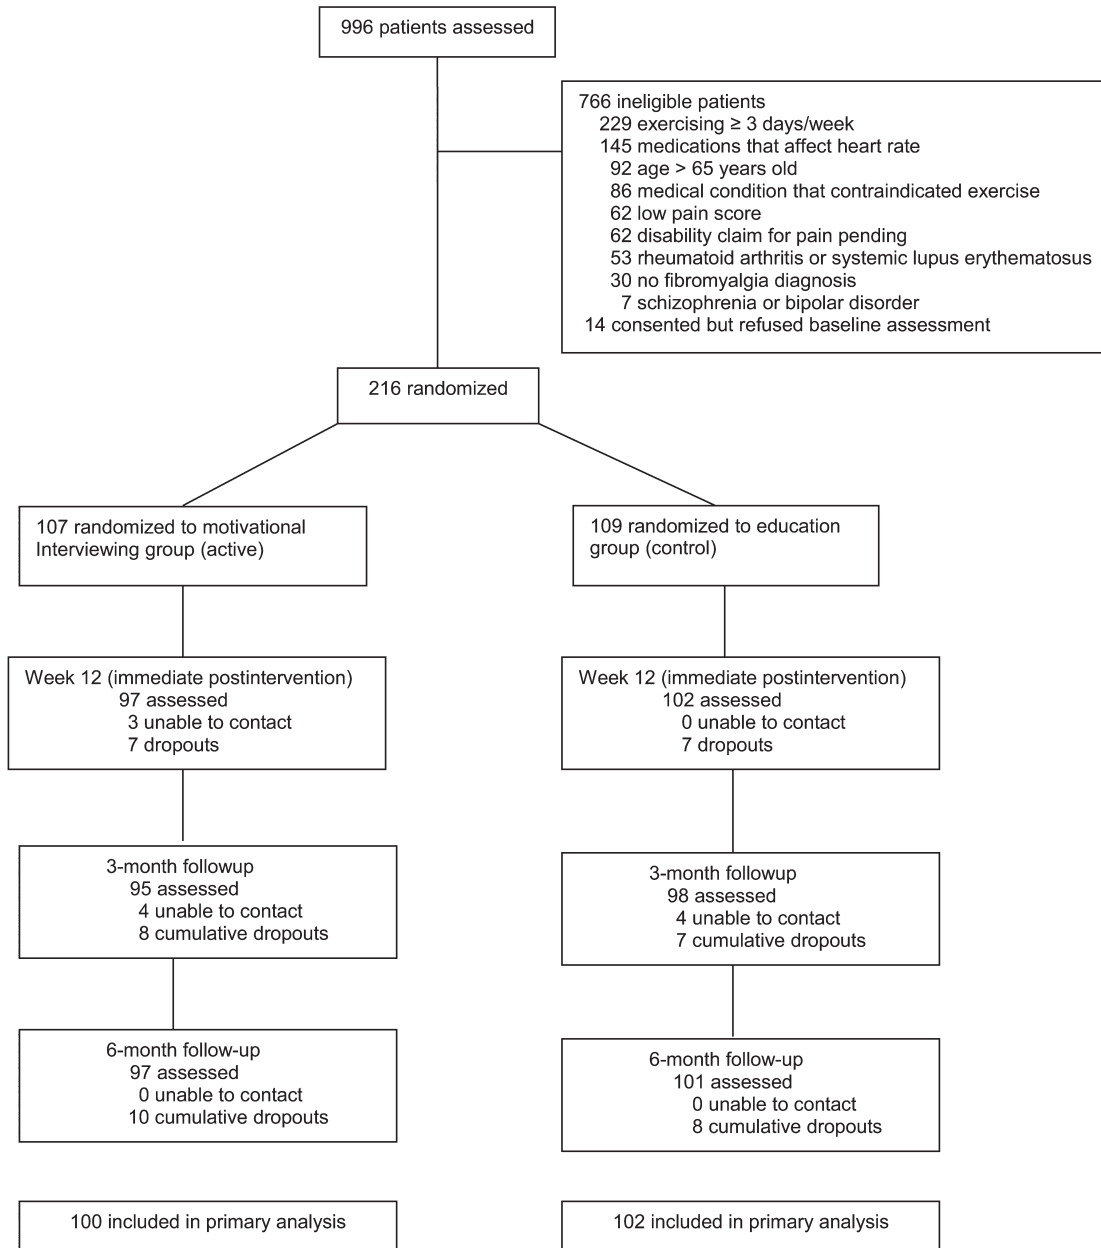 996 patients assessed
766 ineligible patients
229 exercising ≥ 3 days/week
145 medications that affect heart rate
92 age > 65 years old
86 medical condition that contraindicated exercise
62 low pain score
62 disability claim for pain pending
53 rheumatoid arthritis or systemic lupus erythematosus
30 no fibromyalgia diagnosis
7 schizophrenia or bipolar disorder
14 consented but refused baseline assessment
216 randomized
107 randomized to motivational
Interviewing group (active)
109 randomized to education
group (control)
Week 12 (immediate postintervention)
97 assessed
3 unable to contact
7 dropouts
Week 12 (immediate postintervention)
102 assessed
0 unable to contact
7 dropouts
3-month followup
95 assessed
4 unable to contact
8 cumulative dropouts
3-month followup
98 assessed
4 unable to contact
7 cumulative dropouts
6-month follow-up
97 assessed
0 unable to contact
10 cumulative dropouts
6-month follow-up
101 assessed
0 unable to contact
8 cumulative dropouts
100 included in primary analysis
102 included in primary analysis